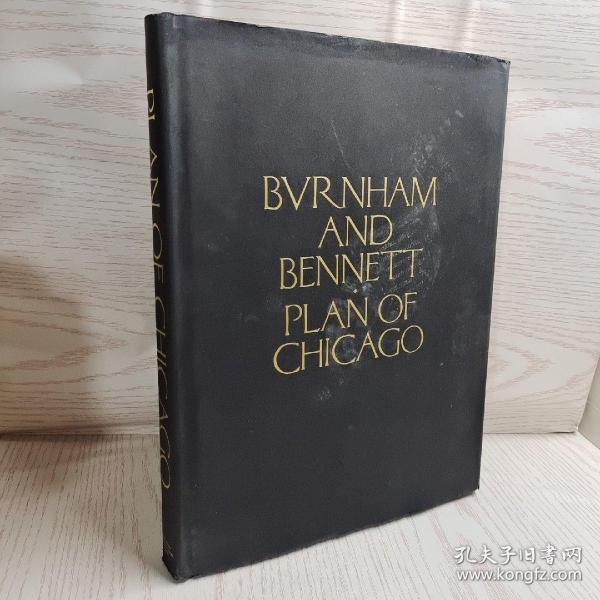 PLAN OF CHICAGO
BVRNHAM
AND
BENNETT
·
PLAN OF
CHICAGO
孔夫子旧书网
www.kongfz.com